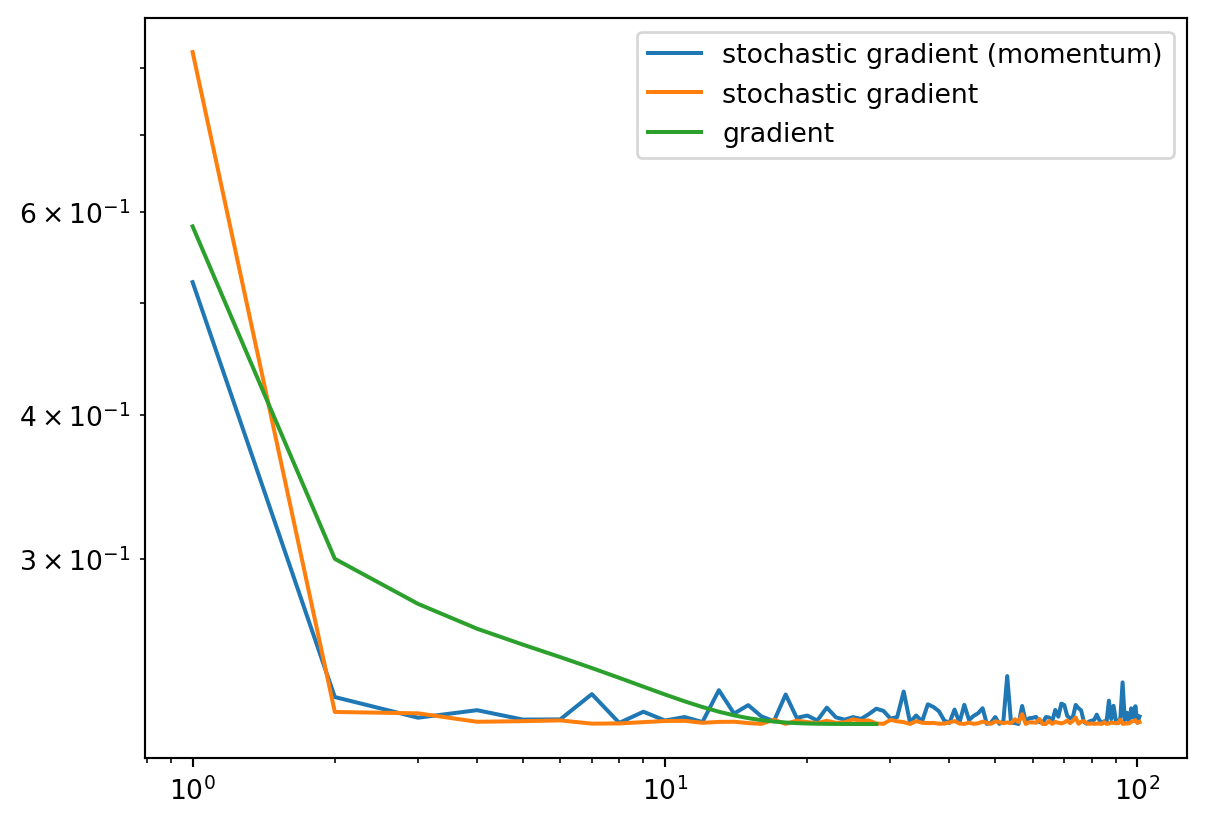 stochastic gradient (momentum)
stochastic gradient
gradient
6 × 10⁻¹
4 × 10⁻¹
3 × 10⁻¹
10⁰ 10¹ 10²